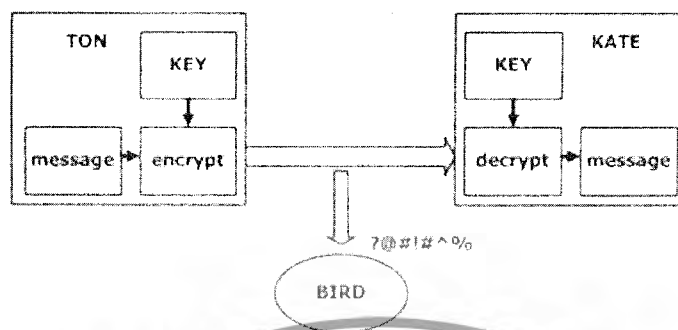 TON
KEY
message
encrypt
KATE
KEY
decrypt
message
?@#!#^%
BIRD